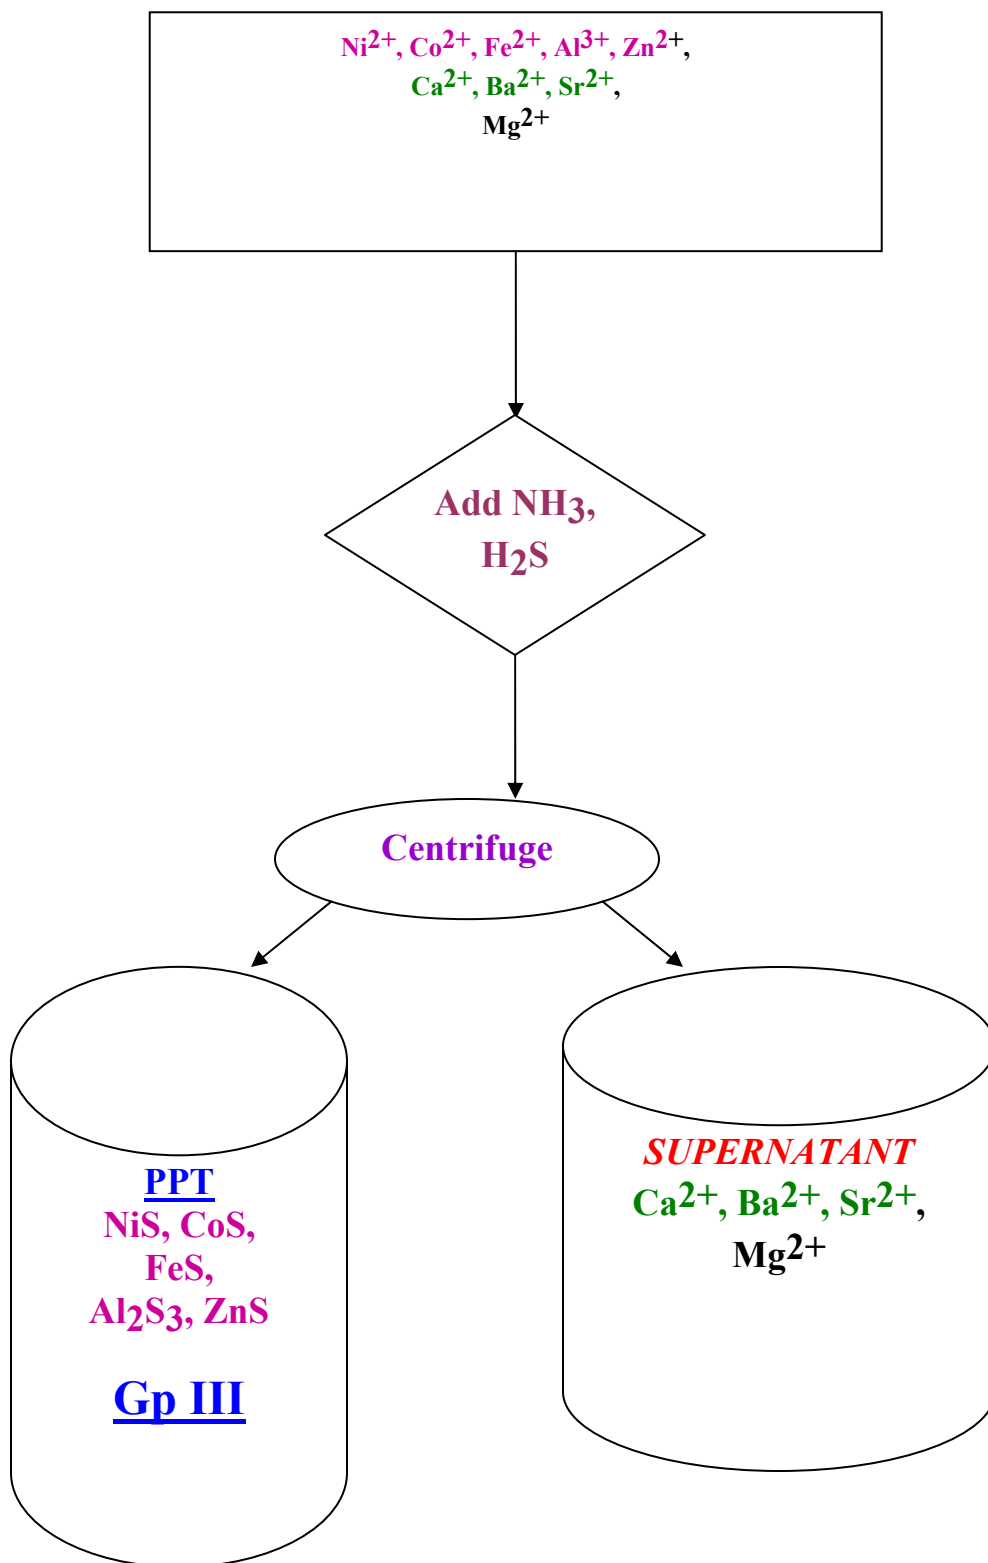 Ni2+, Co2+, Fe2+, Al3+, Zn2+,
Ca2+, Ba2+, Sr2+,
Mg2+
Add NH3,
H2S
Centrifuge
PPT
NiS, CoS,
FeS,
Al2S3, ZnS
Gp III
SUPERNATANT
Ca2+, Ba2+, Sr2+,
Mg2+